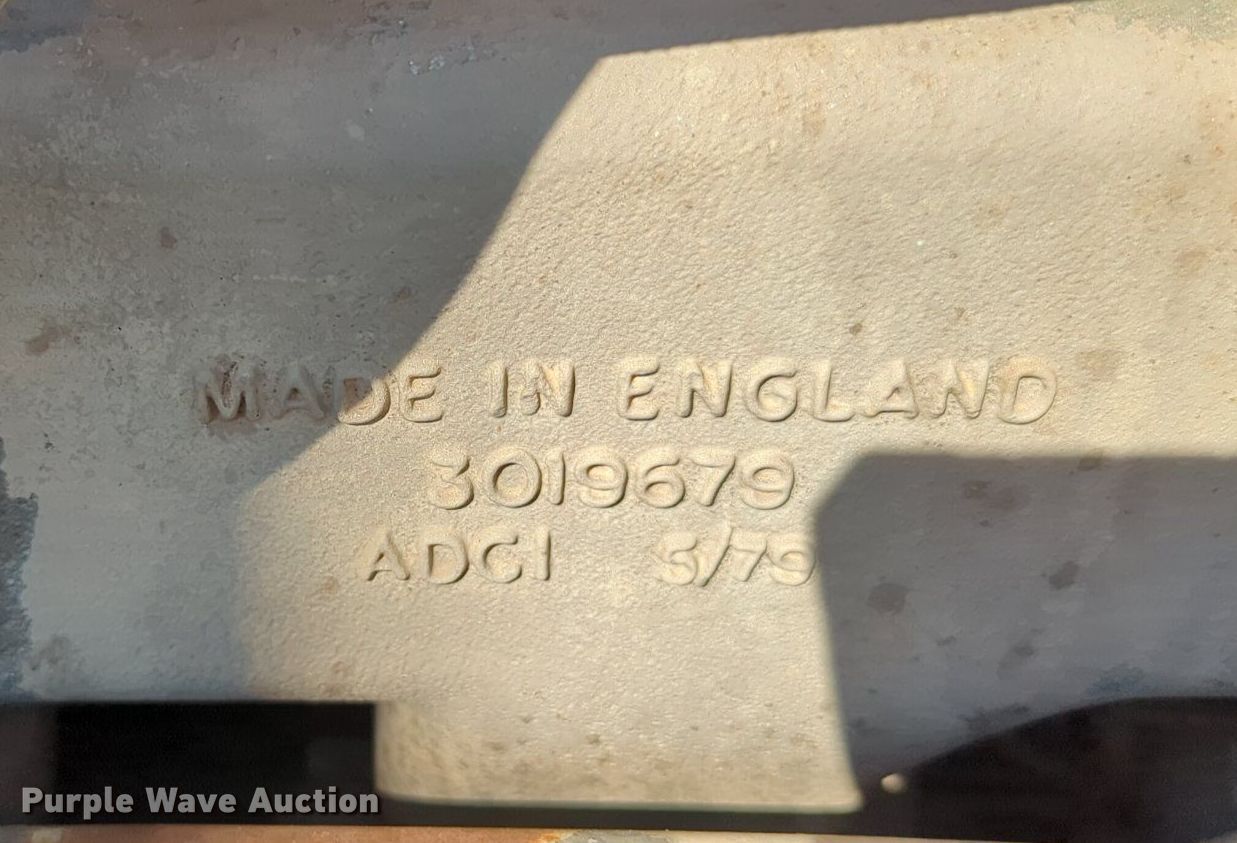 MADE IN ENGLAND
3019679
ADCI 5/79
Purple Wave Auction